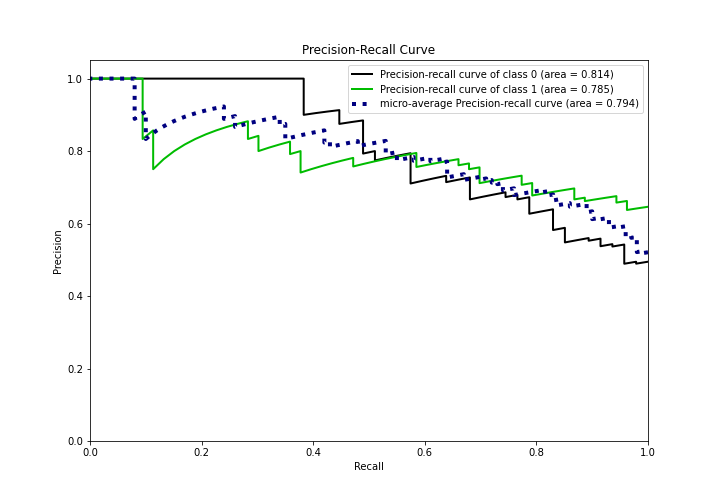 Precision-Recall Curve
Precision-recall curve of class 0 (area = 0.814)
Precision-recall curve of class 1 (area = 0.785)
micro-average Precision-recall curve (area = 0.794)
Precision
1.0
0.8
0.6
0.4
0.2
0.0
0.0 0.2 0.4 0.6 0.8 1.0
Recall